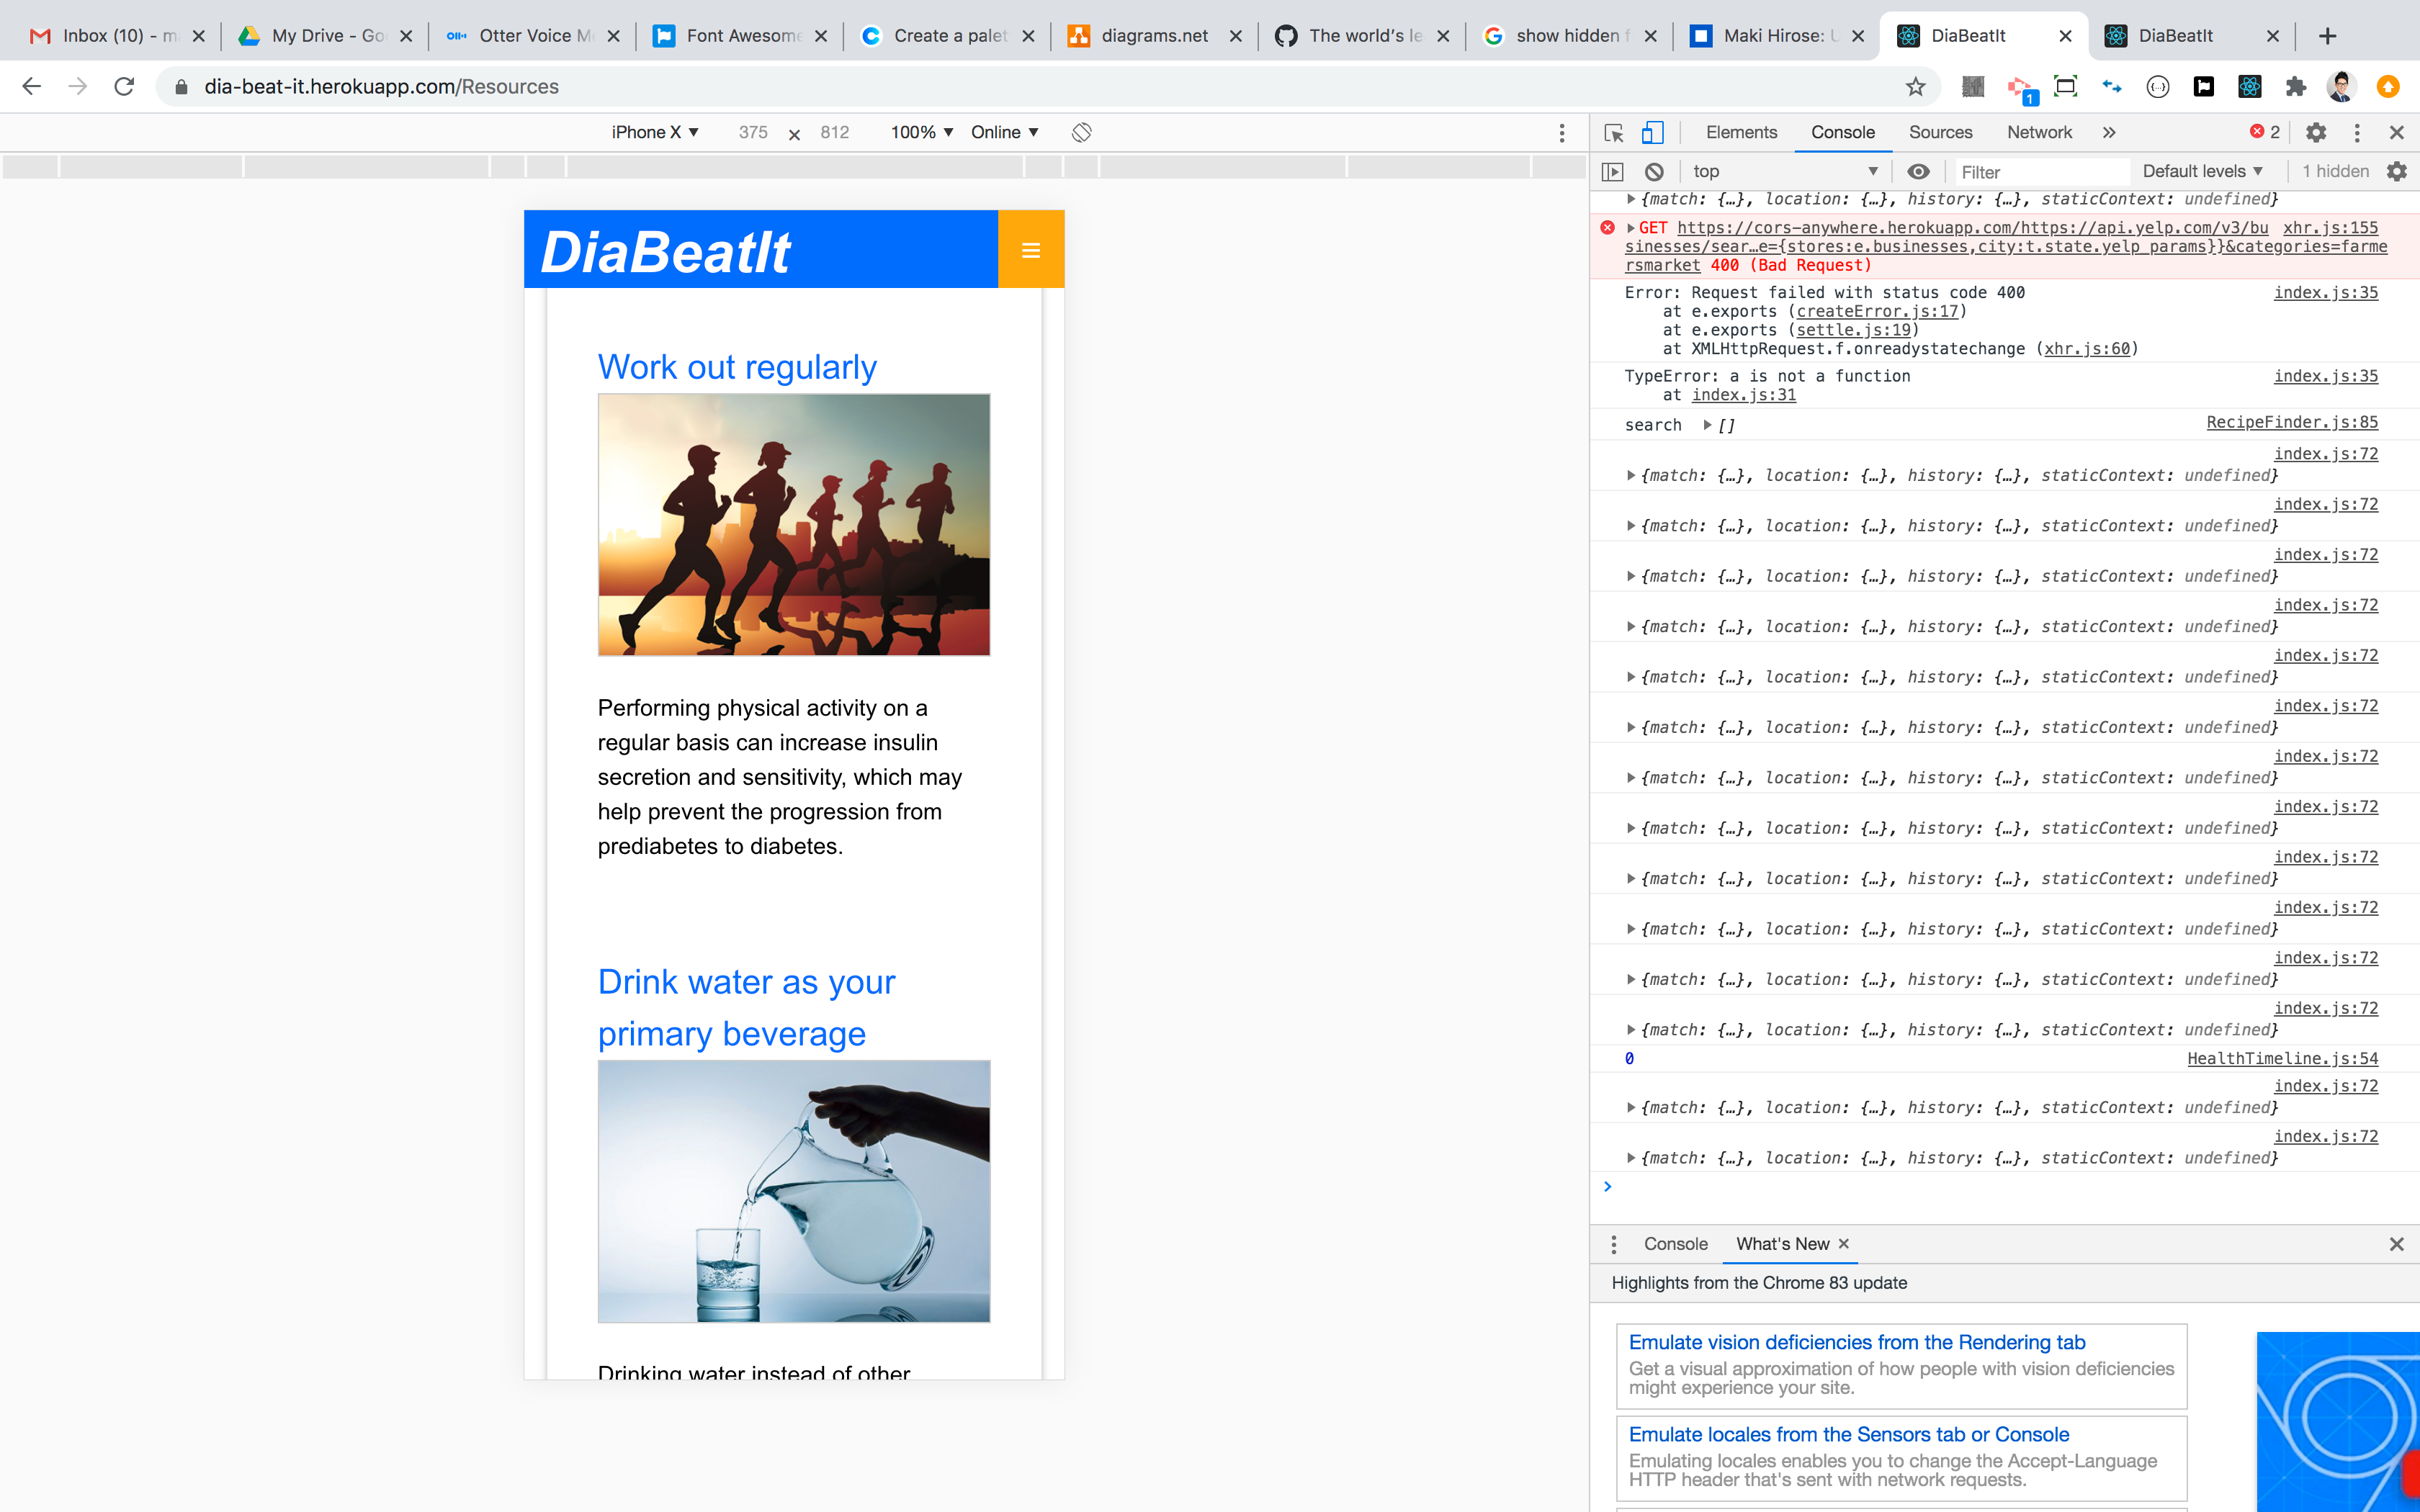 Inbox (10) - m
My Drive - Go
Otter Voice M
Font Awesome
Create a palet
diagrams.net
The world's le
show hidden f
Maki Hirose: U
DiaBeatIt
DiaBeatIt
dia-beat-it.herokuapp.com/Resources
1
iPhone X ▼ 375 × 812 100% ▼ Online ▼
Elements Console Sources Network » 2
top ▼ Filter Default levels ▼ 1 hidden
DiaBeatIt
Work out regularly
Performing physical activity on a
regular basis can increase insulin
secretion and sensitivity, which may
help prevent the progression from
prediabetes to diabetes.
Drink water as your
primary beverage
Drinking water instead of other
{match: {…}, location: {…}, history: {…}, staticContext: undefined}
GET https://cors-anywhere.herokuapp.com/https://api.yelp.com/v3/bu xhr.js:155
sinesses/sear…e={stores:e.businesses,city:t.state.yelp_params}}&categories=farme
rsmarket 400 (Bad Request)
Error: Request failed with status code 400 index.js:35
at e.exports (createError.js:17)
at e.exports (settle.js:19)
at XMLHttpRequest.f.onreadystatechange (xhr.js:60)
TypeError: a is not a function index.js:35
at index.js:31
search [] RecipeFinder.js:85
index.js:72
{match: {…}, location: {…}, history: {…}, staticContext: undefined}
index.js:72
{match: {…}, location: {…}, history: {…}, staticContext: undefined}
index.js:72
{match: {…}, location: {…}, history: {…}, staticContext: undefined}
index.js:72
{match: {…}, location: {…}, history: {…}, staticContext: undefined}
index.js:72
{match: {…}, location: {…}, history: {…}, staticContext: undefined}
index.js:72
{match: {…}, location: {…}, history: {…}, staticContext: undefined}
index.js:72
{match: {…}, location: {…}, history: {…}, staticContext: undefined}
index.js:72
{match: {…}, location: {…}, history: {…}, staticContext: undefined}
index.js:72
{match: {…}, location: {…}, history: {…}, staticContext: undefined}
index.js:72
{match: {…}, location: {…}, history: {…}, staticContext: undefined}
index.js:72
{match: {…}, location: {…}, history: {…}, staticContext: undefined}
index.js:72
{match: {…}, location: {…}, history: {…}, staticContext: undefined}
0 HealthTimeline.js:54
index.js:72
{match: {…}, location: {…}, history: {…}, staticContext: undefined}
index.js:72
{match: {…}, location: {…}, history: {…}, staticContext: undefined}
Console What's New
Highlights from the Chrome 83 update
Emulate vision deficiencies from the Rendering tab
Get a visual approximation of how people with vision deficiencies
might experience your site.
Emulate locales from the Sensors tab or Console
Emulating locales enables you to change the Accept-Language
HTTP header that's sent with network requests.